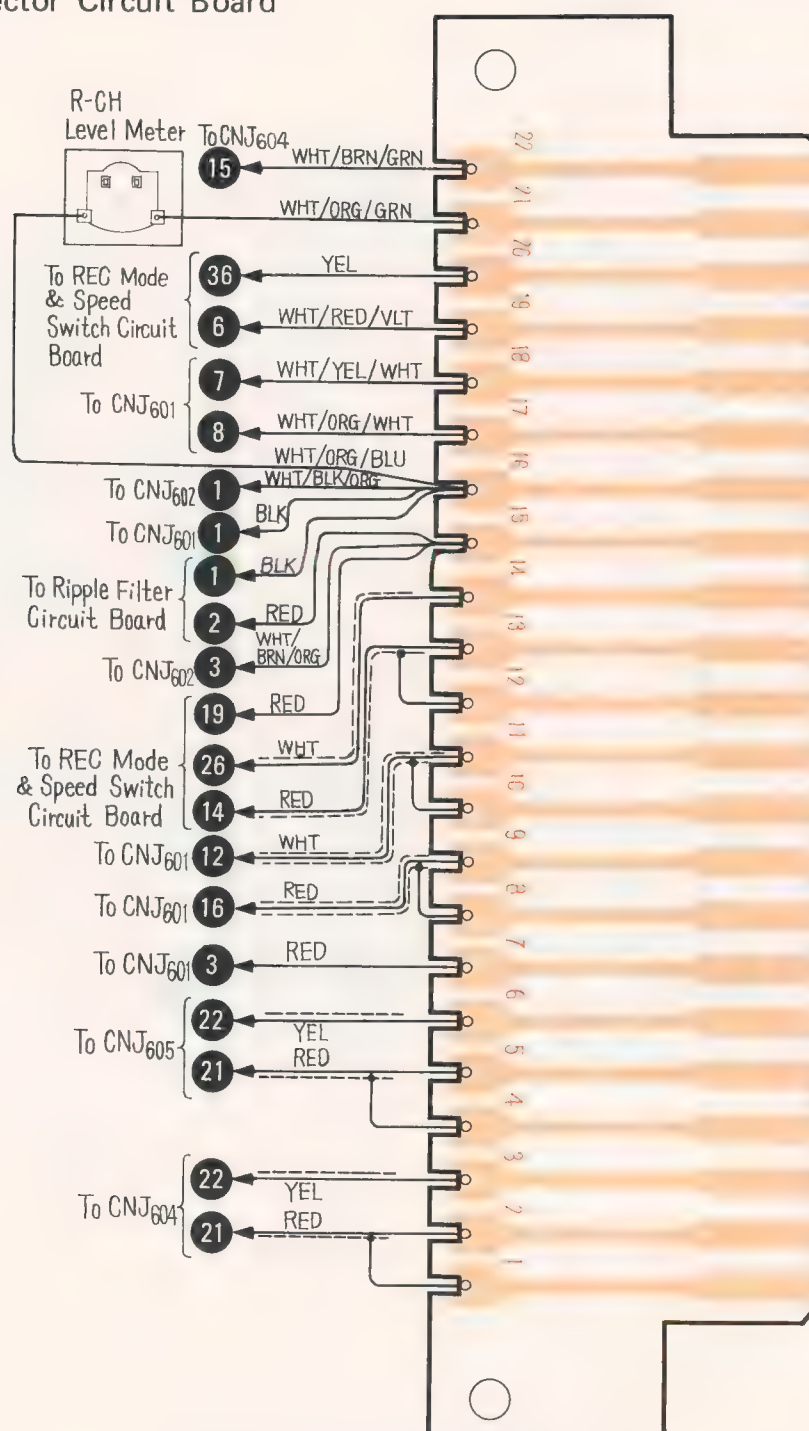 ector Circuit Board
R-CH
Level Meter
To CNJ604
15
WHT/BRN/GRN
WHT/ORG/GRN
To REC Mode
& Speed
Switch Circuit
Board
36
YEL
6
WHT/RED/VLT
To CNJ601
7
WHT/YEL/WHT
8
WHT/ORG/WHT
WHT/ORG/BLU
To CNJ602
1
WHT/BLK/ORG
To CNJ601
1
BLK
To Ripple Filter
Circuit Board
1
BLK
2
RED
To CNJ602
3
WHT/
BRN/ORG
To REC Mode
& Speed Switch
Circuit Board
19
RED
26
WHT
14
RED
To CNJ601
12
WHT
To CNJ601
16
RED
To CNJ601
3
RED
To CNJ605
22
YEL
21
RED
To CNJ604
22
YEL
21
RED
22
21
20
19
18
17
16
15
14
13
12
11
10
9
8
7
6
5
4
3
2
1